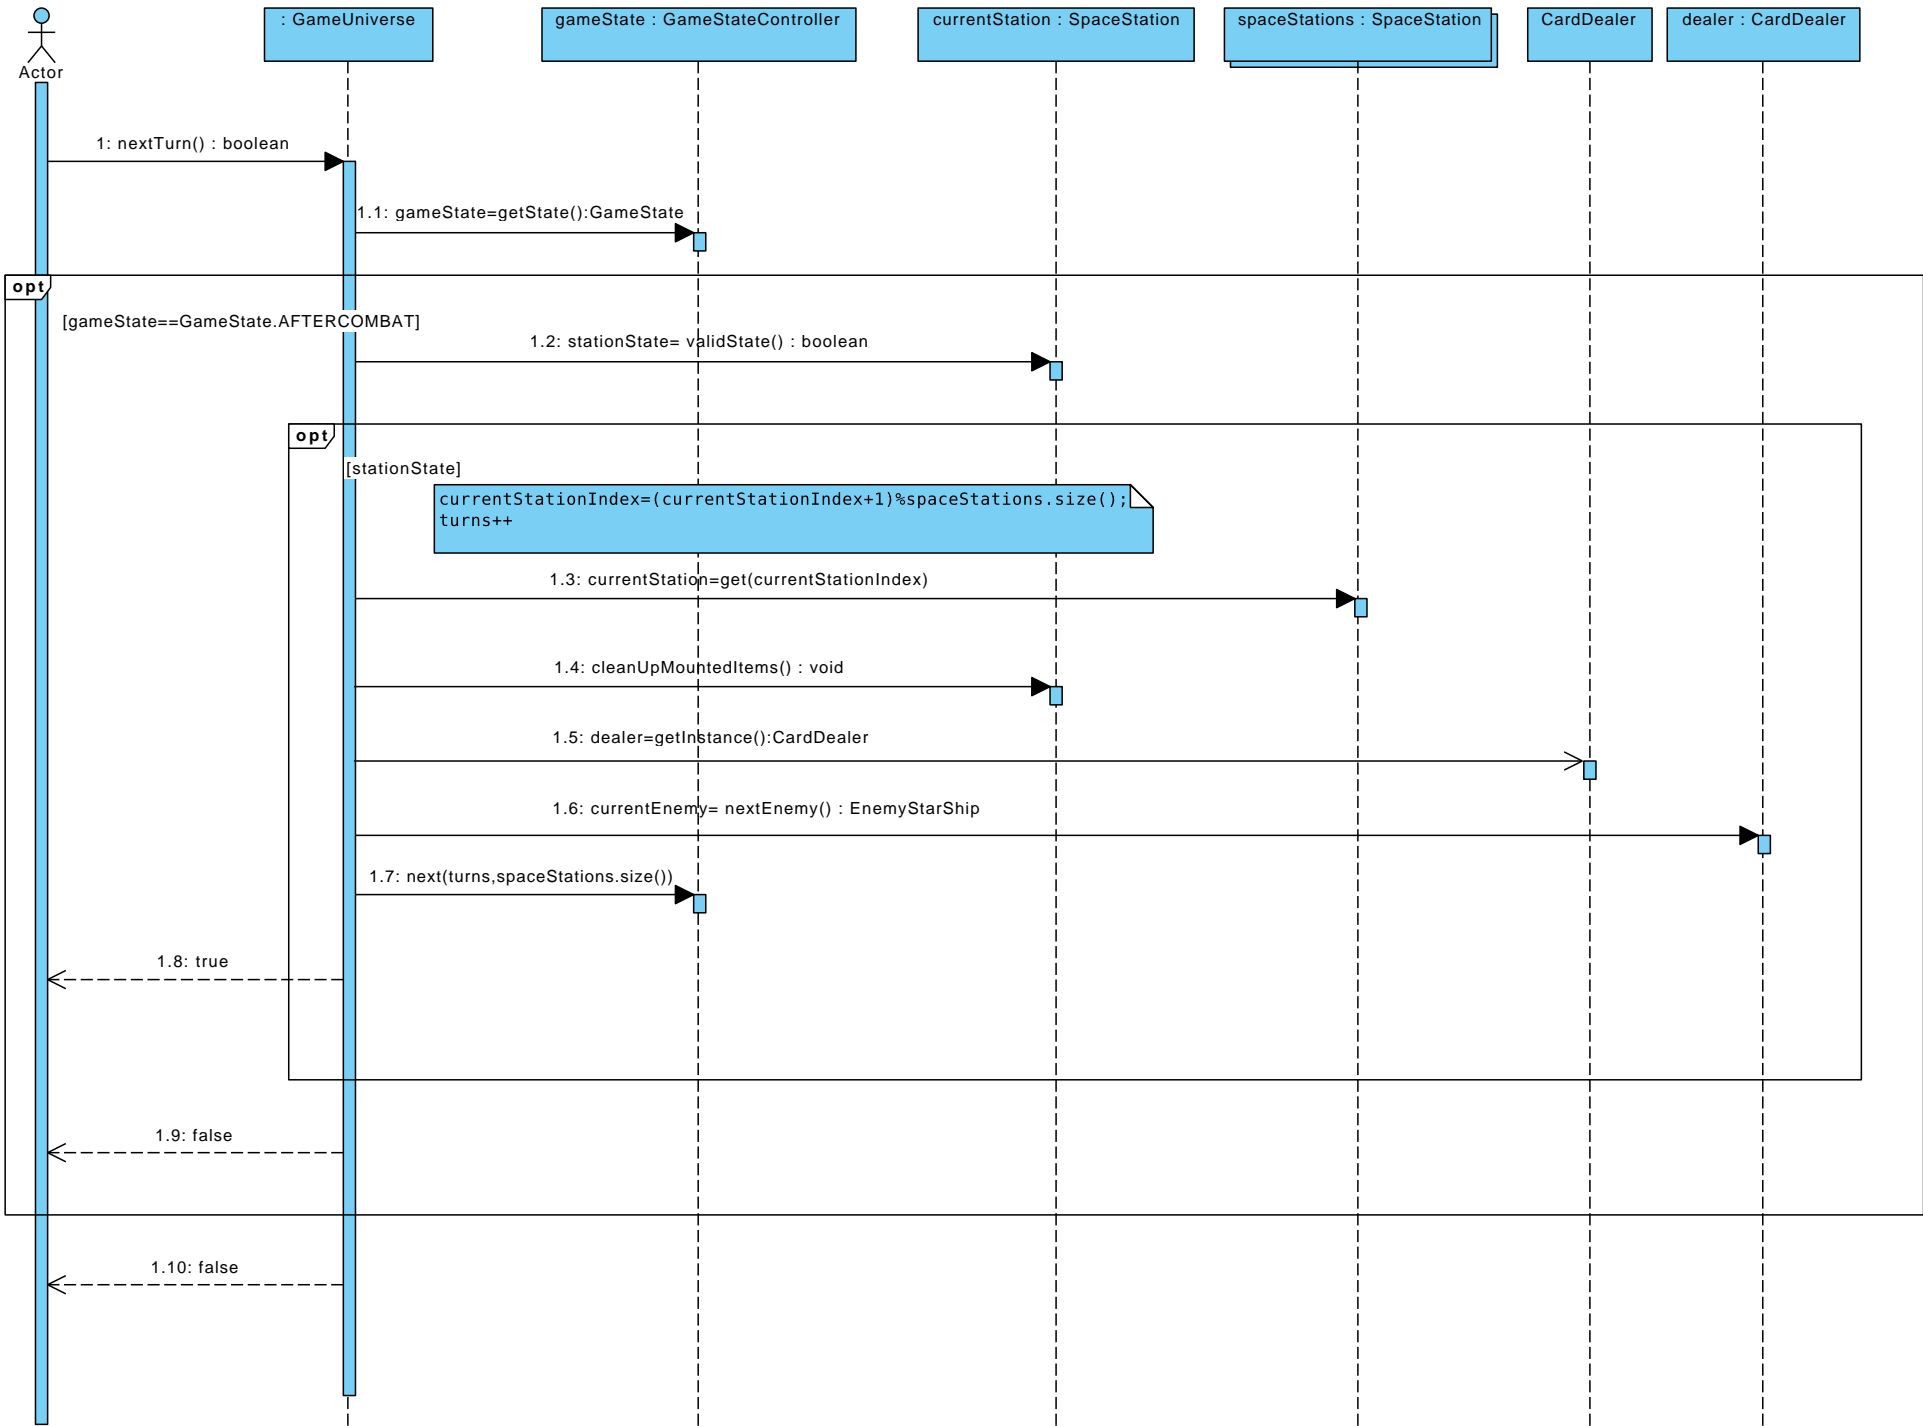 : GameUniverse
gameState : GameStateController
currentStation : SpaceStation
spaceStations : SpaceStation
CardDealer
dealer : CardDealer
Actor
1: nextTurn() : boolean
1.1: gameState=getState():GameState
opt
[gameState==GameState.AFTERCOMBAT]
1.2: stationState= validState() : boolean
opt
[stationState]
currentStationIndex=(currentStationIndex+1)%spaceStations.size();
turns++
1.3: currentStation=get(currentStationIndex)
1.4: cleanUpMountedItems() : void
1.5: dealer=getInstance():CardDealer
1.6: currentEnemy= nextEnemy() : EnemyStarShip
1.7: next(turns,spaceStations.size())
1.8: true
1.9: false
1.10: false